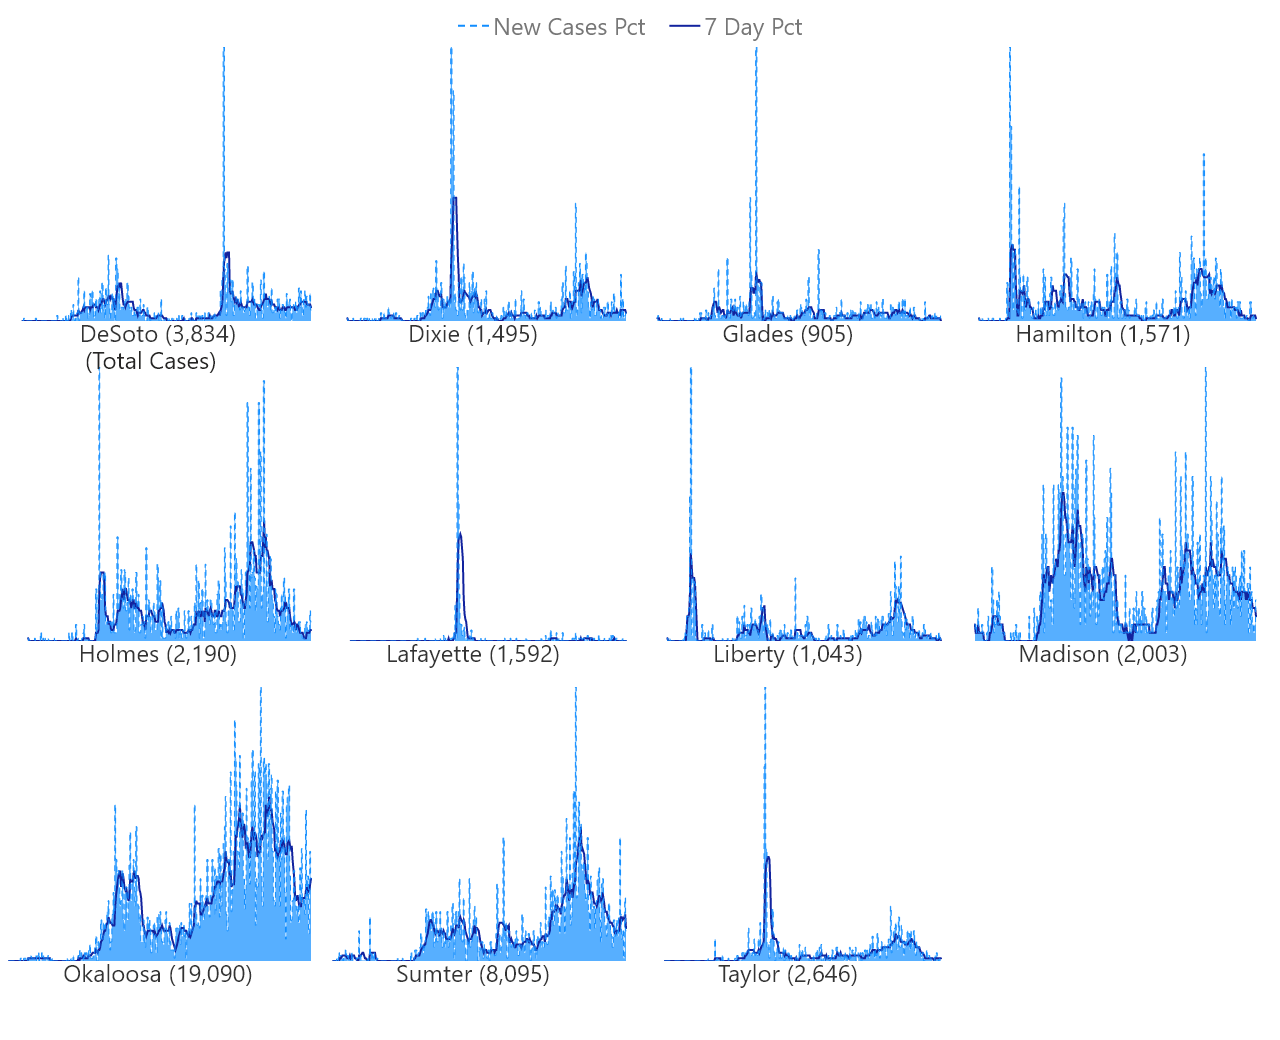 New Cases Pct 7 Day Pct
DeSoto (3,834)
(Total Cases)
Dixie (1,495)
Glades (905)
Hamilton (1,571)
Holmes (2,190)
Lafayette (1,592)
Liberty (1,043)
Madison (2,003)
Okaloosa (19,090)
Sumter (8,095)
Taylor (2,646)